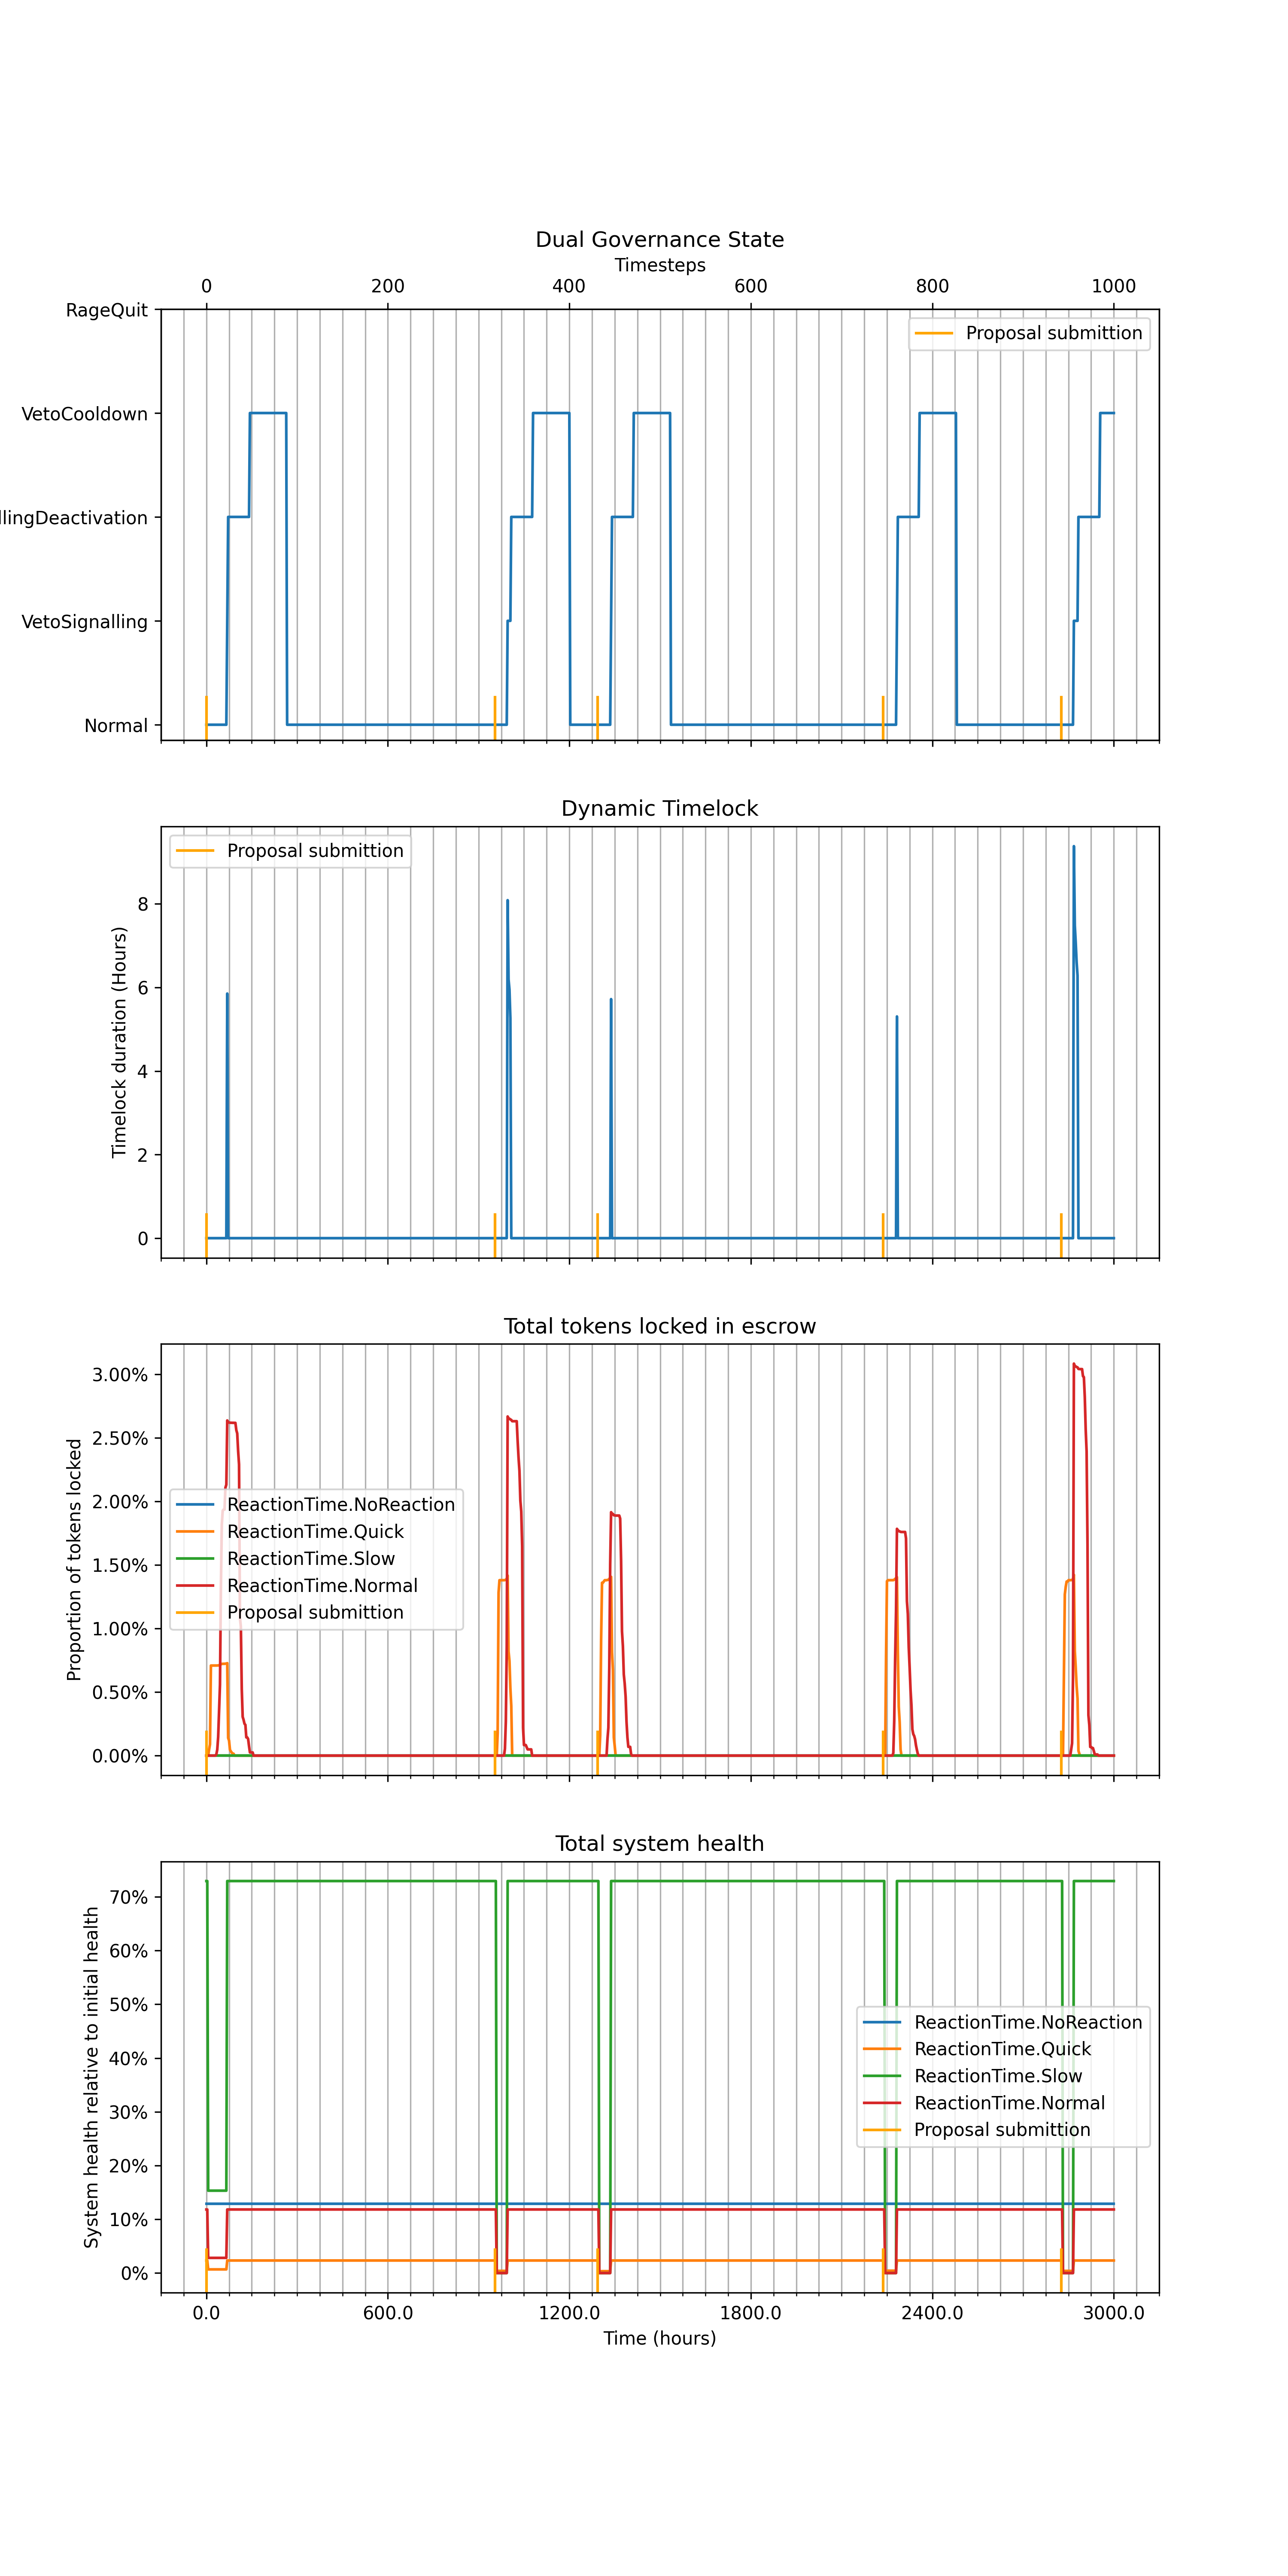 Dual Governance State
Timesteps
0 200 400 600 800 1000
RageQuit
Proposal submittion
VetoCooldown
llingDeactivation
VetoSignalling
Normal
Dynamic Timelock
Proposal submittion
Timelock duration (Hours)
8
6
4
2
0
Total tokens locked in escrow
Proportion of tokens locked
3.00%
2.50%
2.00%
1.50%
1.00%
0.50%
0.00%
ReactionTime.NoReaction
ReactionTime.Quick
ReactionTime.Slow
ReactionTime.Normal
Proposal submittion
Total system health
System health relative to initial health
70%
60%
50%
40%
30%
20%
10%
0%
ReactionTime.NoReaction
ReactionTime.Quick
ReactionTime.Slow
ReactionTime.Normal
Proposal submittion
0.0 600.0 1200.0 1800.0 2400.0 3000.0
Time (hours)